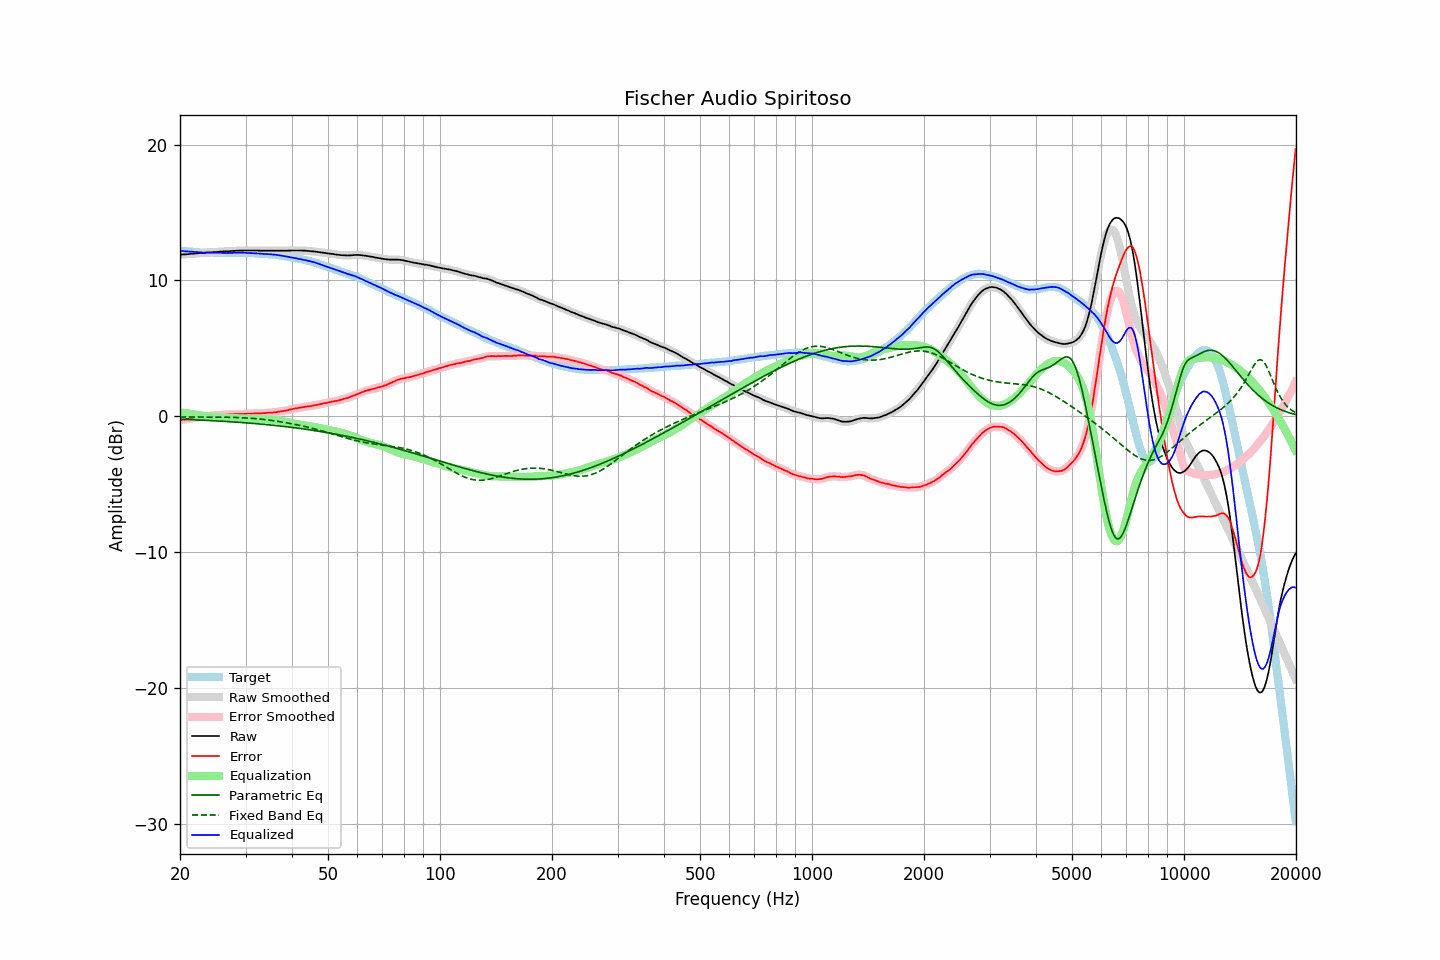 Fischer Audio Spiritoso
20
10
0
−10
−20
−30
Amplitude (dBr)
Target
Raw Smoothed
Error Smoothed
Raw
Error
Equalization
Parametric Eq
Fixed Band Eq
Equalized
20 50 100 200 500 1000 2000 5000 10000 20000
Frequency (Hz)